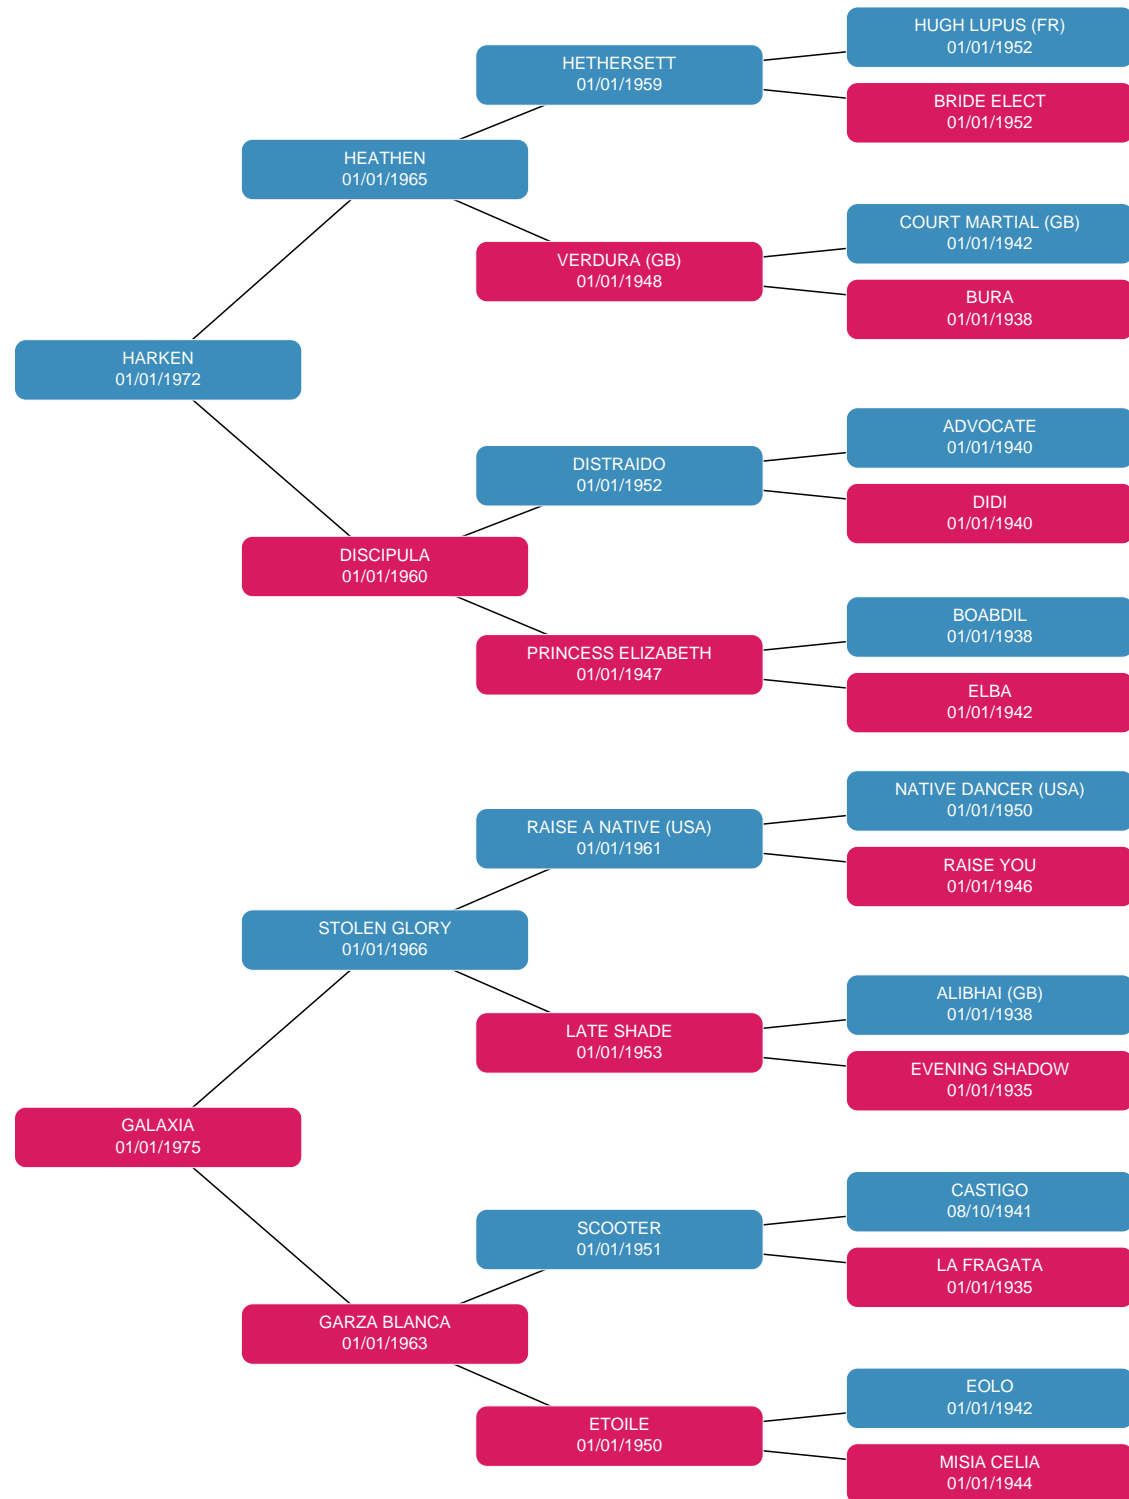 HUGH LUPUS (FR)
01/01/1952
HETHERSETT
01/01/1959
BRIDE ELECT
01/01/1952
HEATHEN
01/01/1965
COURT MARTIAL (GB)
01/01/1942
VERDURA (GB)
01/01/1948
BURA
01/01/1938
HARKEN
01/01/1972
ADVOCATE
01/01/1940
DISTRAIDO
01/01/1952
DIDI
01/01/1940
DISCIPULA
01/01/1960
BOABDIL
01/01/1938
PRINCESS ELIZABETH
01/01/1947
ELBA
01/01/1942
NATIVE DANCER (USA)
01/01/1950
RAISE A NATIVE (USA)
01/01/1961
RAISE YOU
01/01/1946
STOLEN GLORY
01/01/1966
ALIBHAI (GB)
01/01/1938
LATE SHADE
01/01/1953
EVENING SHADOW
01/01/1935
GALAXIA
01/01/1975
CASTIGO
08/10/1941
SCOOTER
01/01/1951
LA FRAGATA
01/01/1935
GARZA BLANCA
01/01/1963
EOLO
01/01/1942
ETOILE
01/01/1950
MISIA CELIA
01/01/1944